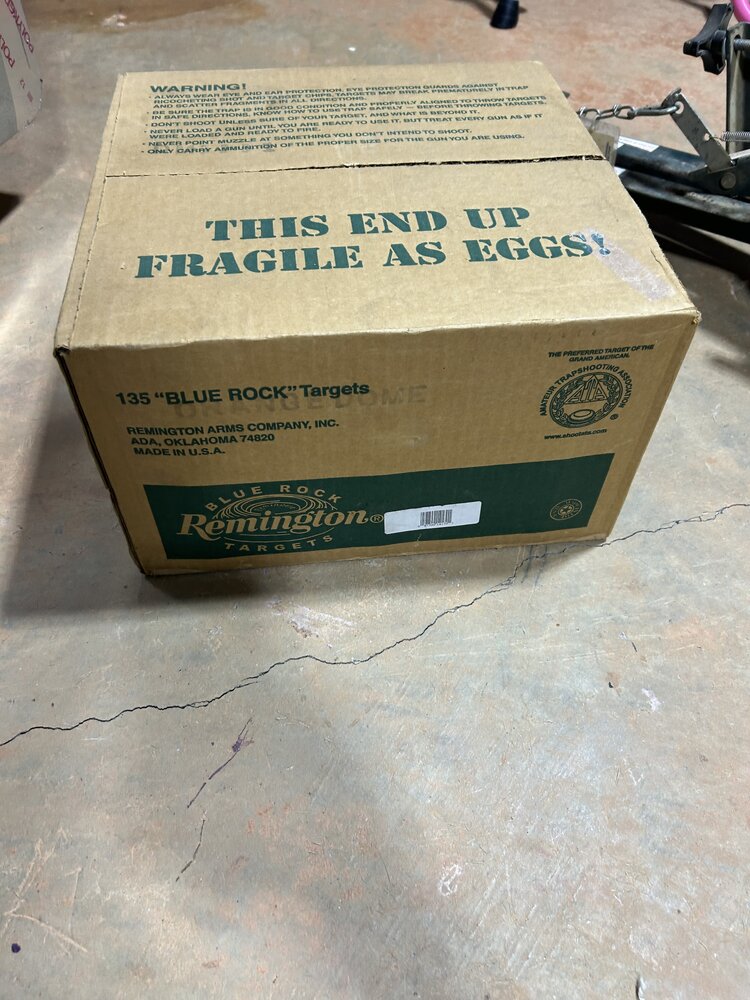 WARNING!
• ALWAYS WEAR EYE AND EAR PROTECTION. EYE PROTECTION GUARDS AGAINST
RICOCHETING SHOT AND TARGET CHIPS. TARGETS MAY BREAK PREMATURELY IN TRAP
AND SCATTER FRAGMENTS IN ALL DIRECTIONS.
• BE SURE THE TRAP IS IN GOOD CONDITION AND PROPERLY ALIGNED TO THROW TARGETS
IN SAFE DIRECTIONS. KNOW HOW TO USE TRAP SAFELY — BEFORE THROWING TARGETS.
• DON'T SHOOT UNLESS SURE OF YOUR TARGET, AND WHAT IS BEYOND IT.
• NEVER LOAD A GUN UNTIL YOU ARE READY TO USE IT, BUT TREAT EVERY GUN AS IF IT
WERE LOADED AND READY TO FIRE.
• NEVER POINT MUZZLE AT SOMETHING YOU DON'T INTEND TO SHOOT.
• ONLY CARRY AMMUNITION OF THE PROPER SIZE FOR THE GUN YOU ARE USING.
THIS END UP
FRAGILE AS EGGS!
THE PREFERRED TARGET OF THE
GRAND AMERICAN.
AMATEUR TRAPSHOOTING ASSOCIATION
ATA
®
www.shootata.com
135 "BLUE ROCK" Targets
ORANGE DOME
REMINGTON ARMS COMPANY, INC.
ADA, OKLAHOMA 74820
MADE IN U.S.A.
BLUE ROCK
Remington®
TARGETS